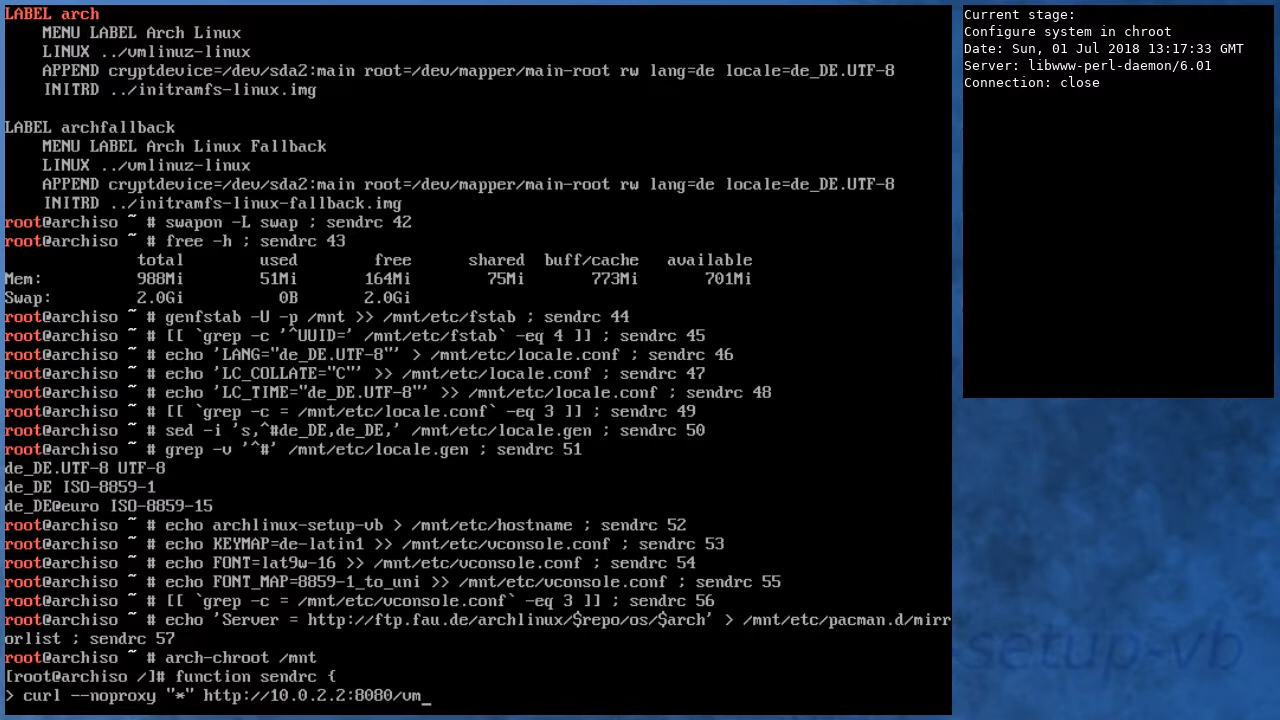 LABEL arch
    MENU LABEL Arch Linux
    LINUX ../vmlinuz-linux
    APPEND cryptdevice=/dev/sda2:main root=/dev/mapper/main-root rw lang=de locale=de_DE.UTF-8
    INITRD ../initramfs-linux.img

LABEL archfallback
    MENU LABEL Arch Linux Fallback
    LINUX ../vmlinuz-linux
    APPEND cryptdevice=/dev/sda2:main root=/dev/mapper/main-root rw lang=de locale=de_DE.UTF-8
    INITRD ../initramfs-linux-fallback.img
root@archiso ~ # swapon -L swap ; sendrc 42
root@archiso ~ # free -h ; sendrc 43
              total        used        free      shared  buff/cache   available
Mem:          988Mi        51Mi       164Mi        75Mi       773Mi       701Mi
Swap:         2.0Gi          0B       2.0Gi
root@archiso ~ # genfstab -U -p /mnt >> /mnt/etc/fstab ; sendrc 44
root@archiso ~ # [[ `grep -c '^UUID=' /mnt/etc/fstab` -eq 4 ]] ; sendrc 45
root@archiso ~ # echo 'LANG="de_DE.UTF-8"' > /mnt/etc/locale.conf ; sendrc 46
root@archiso ~ # echo 'LC_COLLATE="C"' >> /mnt/etc/locale.conf ; sendrc 47
root@archiso ~ # echo 'LC_TIME="de_DE.UTF-8"' >> /mnt/etc/locale.conf ; sendrc 48
root@archiso ~ # [[ `grep -c = /mnt/etc/locale.conf` -eq 3 ]] ; sendrc 49
root@archiso ~ # sed -i 's,^#de_DE,de_DE,' /mnt/etc/locale.gen ; sendrc 50
root@archiso ~ # grep -v '^#' /mnt/etc/locale.gen ; sendrc 51
de_DE.UTF-8 UTF-8
de_DE ISO-8859-1
de_DE@euro ISO-8859-15
root@archiso ~ # echo archlinux-setup-vb > /mnt/etc/hostname ; sendrc 52
root@archiso ~ # echo KEYMAP=de-latin1 >> /mnt/etc/vconsole.conf ; sendrc 53
root@archiso ~ # echo FONT=lat9w-16 >> /mnt/etc/vconsole.conf ; sendrc 54
root@archiso ~ # echo FONT_MAP=8859-1_to_uni >> /mnt/etc/vconsole.conf ; sendrc 55
root@archiso ~ # [[ `grep -c = /mnt/etc/vconsole.conf` -eq 3 ]] ; sendrc 56
root@archiso ~ # echo 'Server = http://ftp.fau.de/archlinux/$repo/os/$arch' > /mnt/etc/pacman.d/mirr
orlist ; sendrc 57
root@archiso ~ # arch-chroot /mnt
[root@archiso /]# function sendrc {
> curl --noproxy "*" http://10.0.2.2:8080/vm_
Current stage:
Configure system in chroot
Date: Sun, 01 Jul 2018 13:17:33 GMT
Server: libwww-perl-daemon/6.01
Connection: close
setup-vb